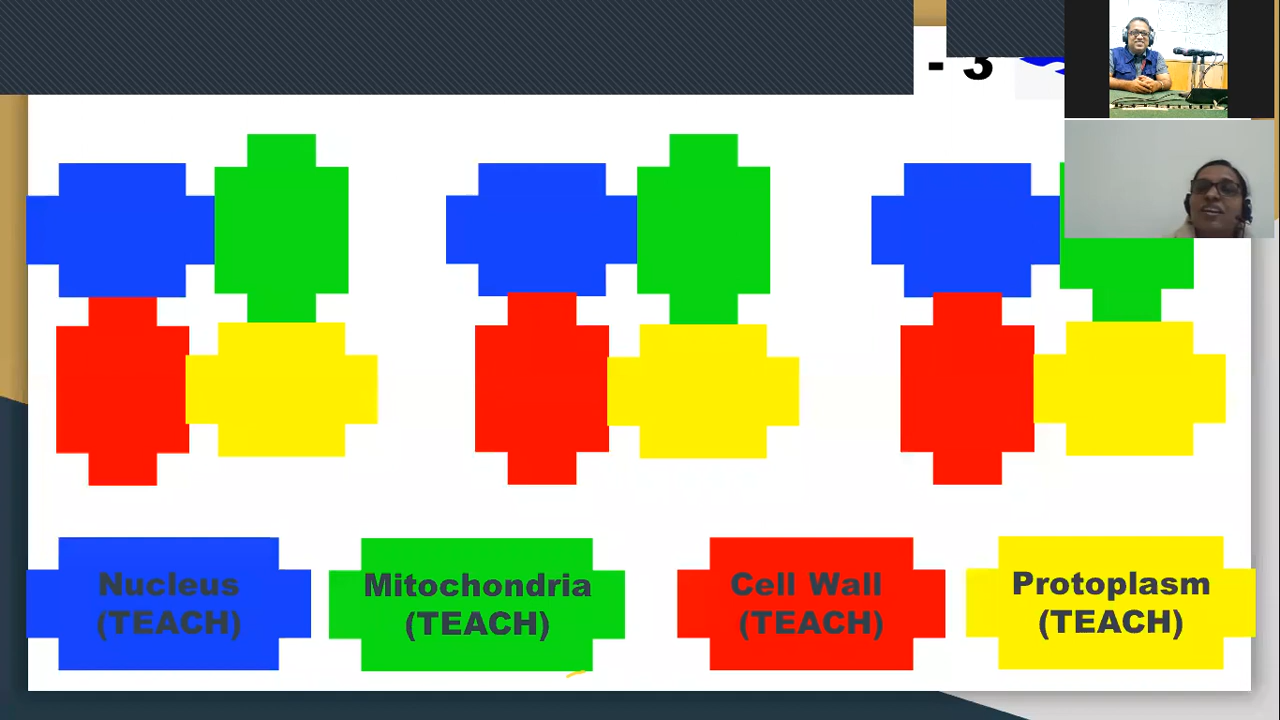 - 3
Nucleus
(TEACH)
Mitochondria
(TEACH)
Cell Wall
(TEACH)
Protoplasm
(TEACH)